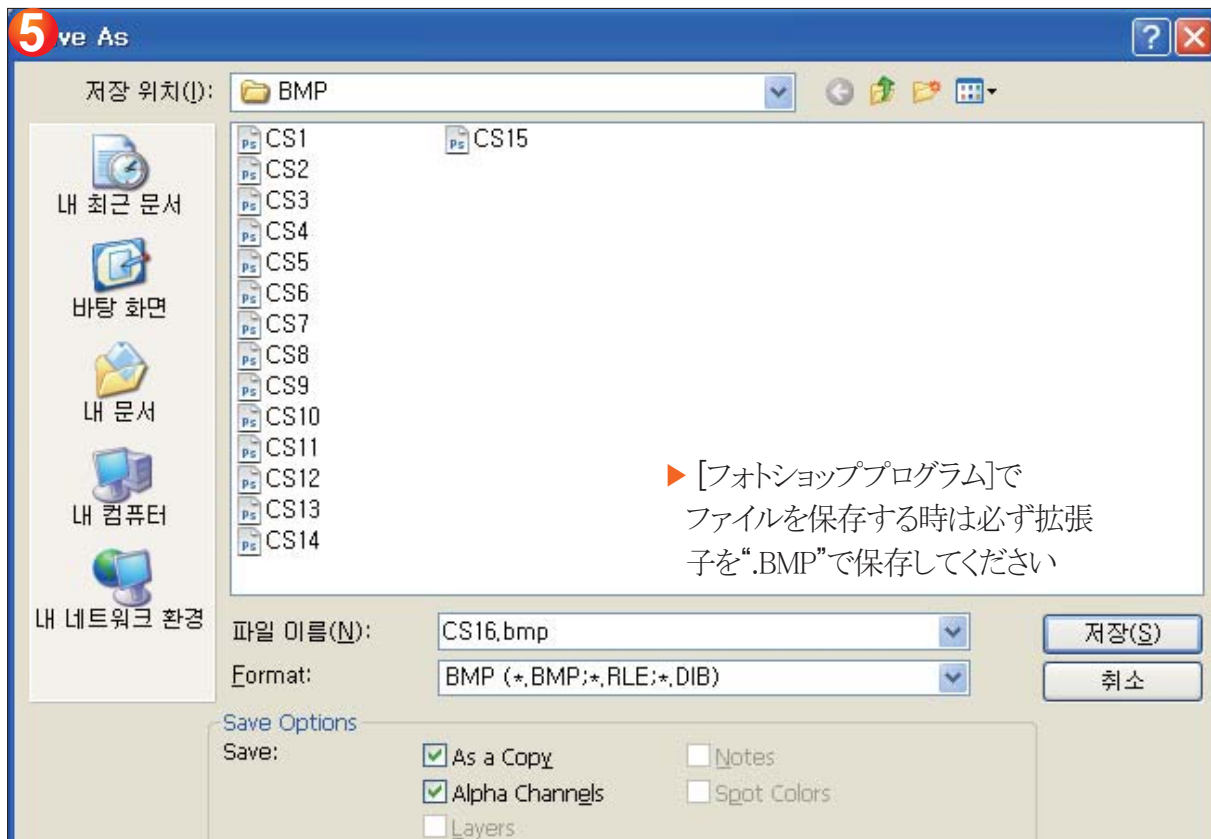 5
ve As
저장 위치(I):
BMP
내 최근 문서
바탕 화면
내 문서
내 컴퓨터
내 네트워크 환경
CS1
CS2
CS3
CS4
CS5
CS6
CS7
CS8
CS9
CS10
CS11
CS12
CS13
CS14
CS15
▶ [フォトショッププログラム]で
ファイルを保存する時は必ず拡張
子を“.BMP”で保存してください
파일 이름(N):
CS16.bmp
저장(S)
Format:
BMP (*.BMP;*.RLE;*.DIB)
취소
Save Options
Save:
As a Copy
Notes
Alpha Channels
Spot Colors
Layers